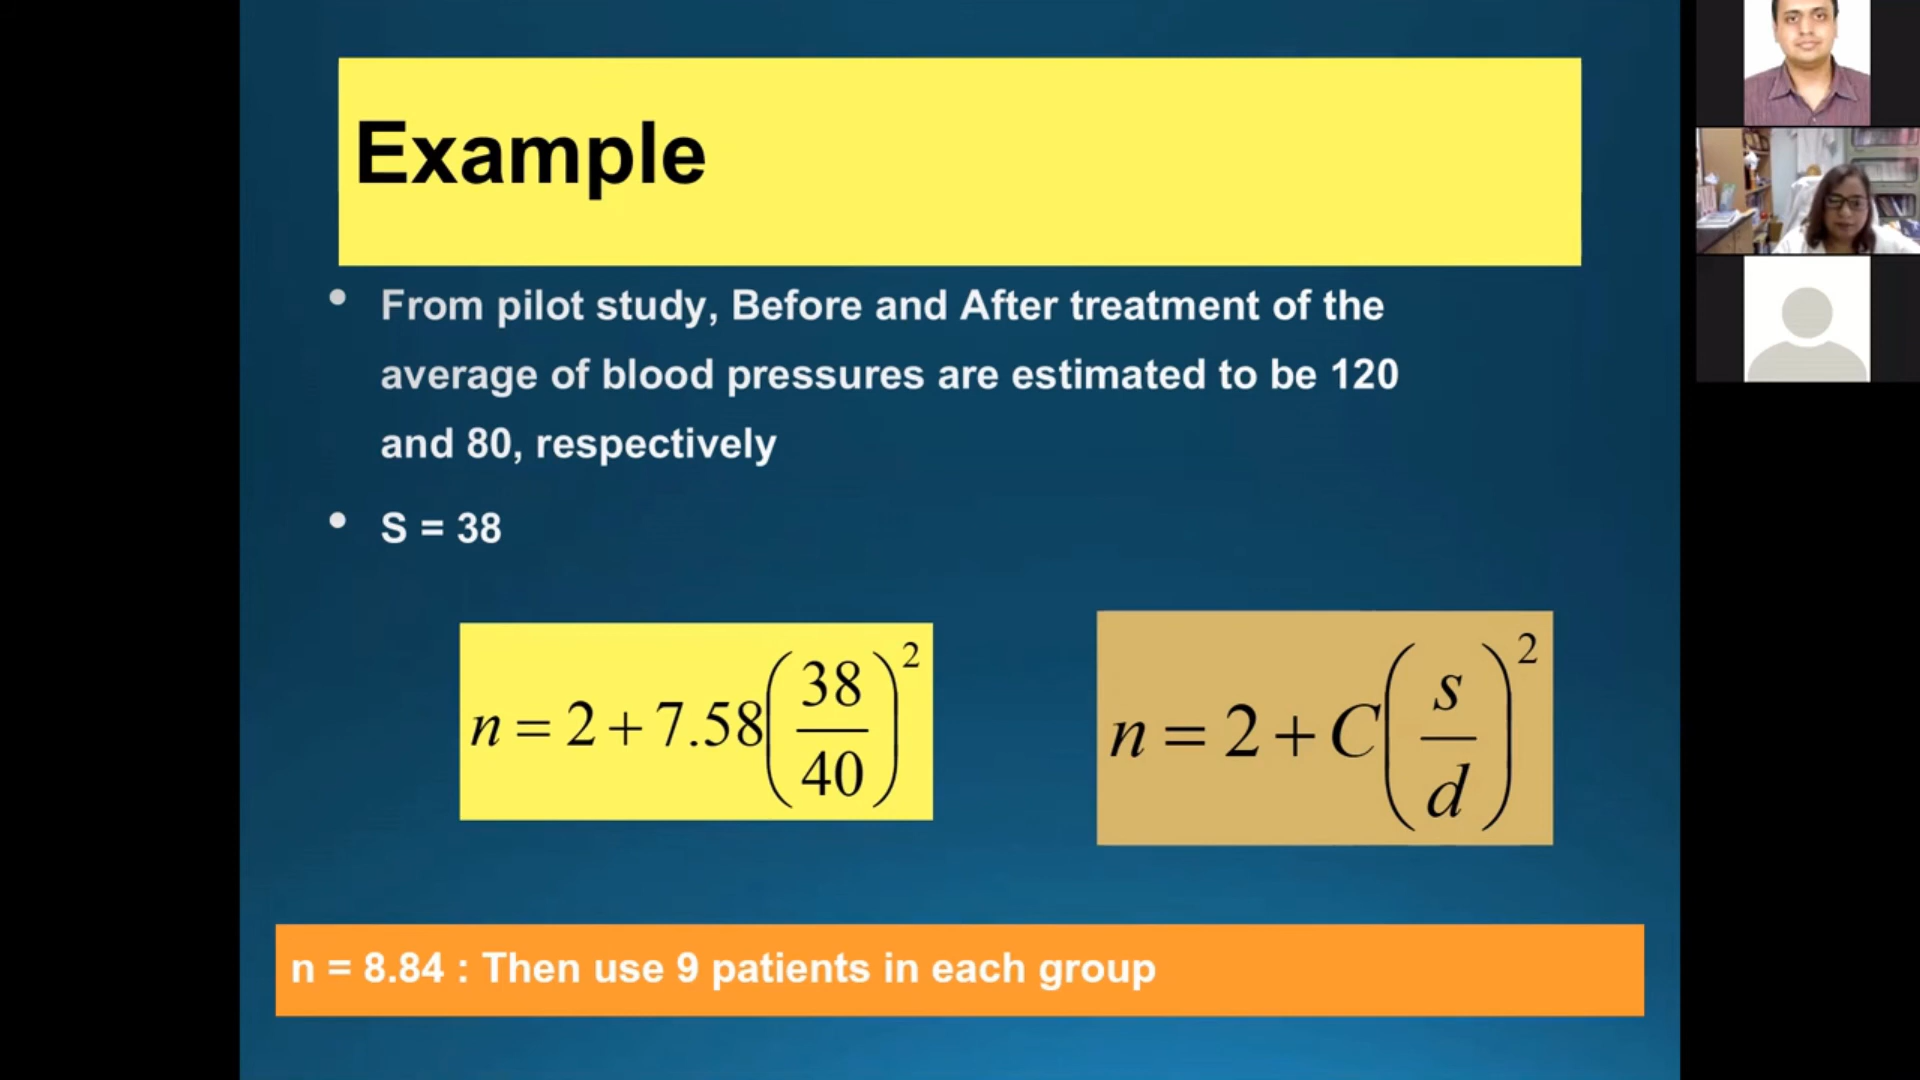 Example
• From pilot study, Before and After treatment of the
average of blood pressures are estimated to be 120
and 80, respectively
• S = 38
n = 2 + 7.58(38/40)²
n = 2 + C(s/d)²
n = 8.84 : Then use 9 patients in each group